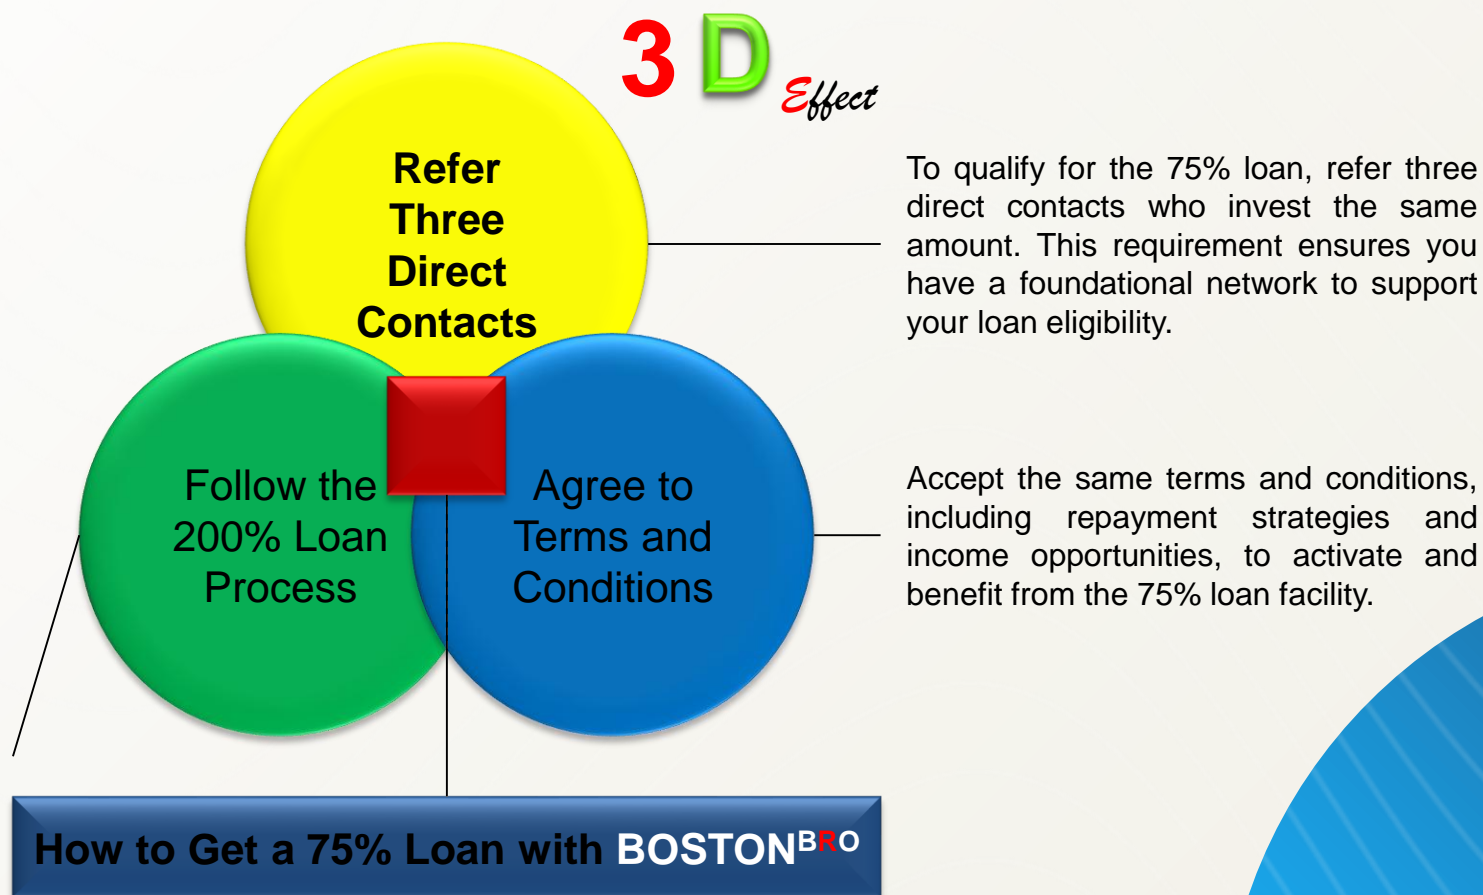 3 D Effect
Refer
Three
Direct
Contacts
To qualify for the 75% loan, refer three
direct contacts who invest the same
amount. This requirement ensures you
have a foundational network to support
your loan eligibility.
Follow the
200% Loan
Process
Agree to
Terms and
Conditions
Accept the same terms and conditions,
including repayment strategies and
income opportunities, to activate and
benefit from the 75% loan facility.
How to Get a 75% Loan with BOSTONBRO